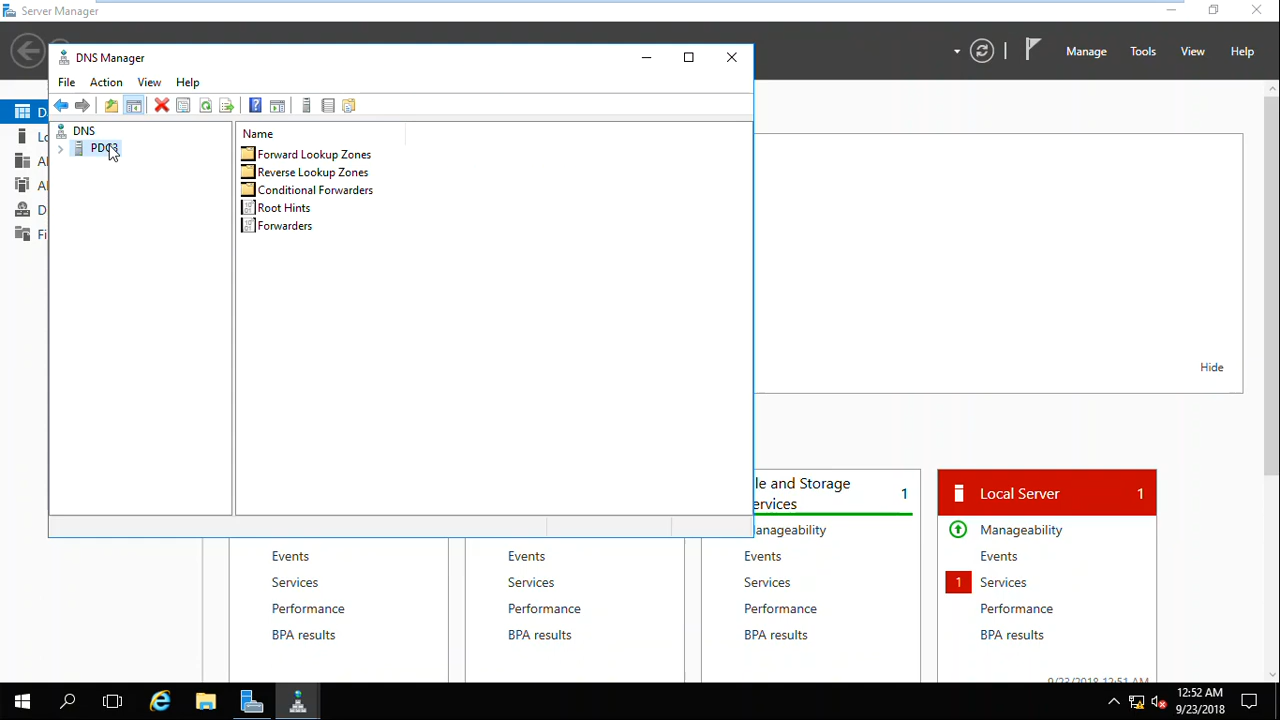 Server Manager
Manage Tools View Help
DNS Manager
File Action View Help
DNS
PDC3
Name
Forward Lookup Zones
Reverse Lookup Zones
Conditional Forwarders
Root Hints
Forwarders
Hide
le and Storage 1
ervices
anageability
Events
Services
Performance
BPA results
Events
Services
Performance
BPA results
Events
Services
Performance
BPA results
Local Server 1
Manageability
Events
1 Services
Performance
BPA results
12:52 AM
9/23/2018